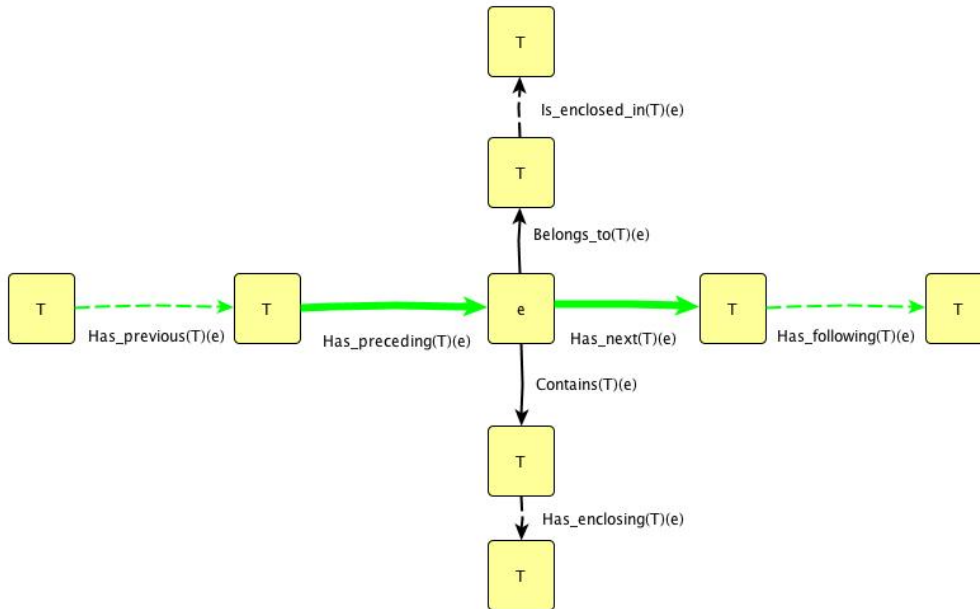 T
Is_enclosed_in(T)(e)
T
Belongs_to(T)(e)
T
T
e
T
T
Has_previous(T)(e)
Has_preceding(T)(e)
Has_next(T)(e)
Has_following(T)(e)
Contains(T)(e)
T
Has_enclosing(T)(e)
T